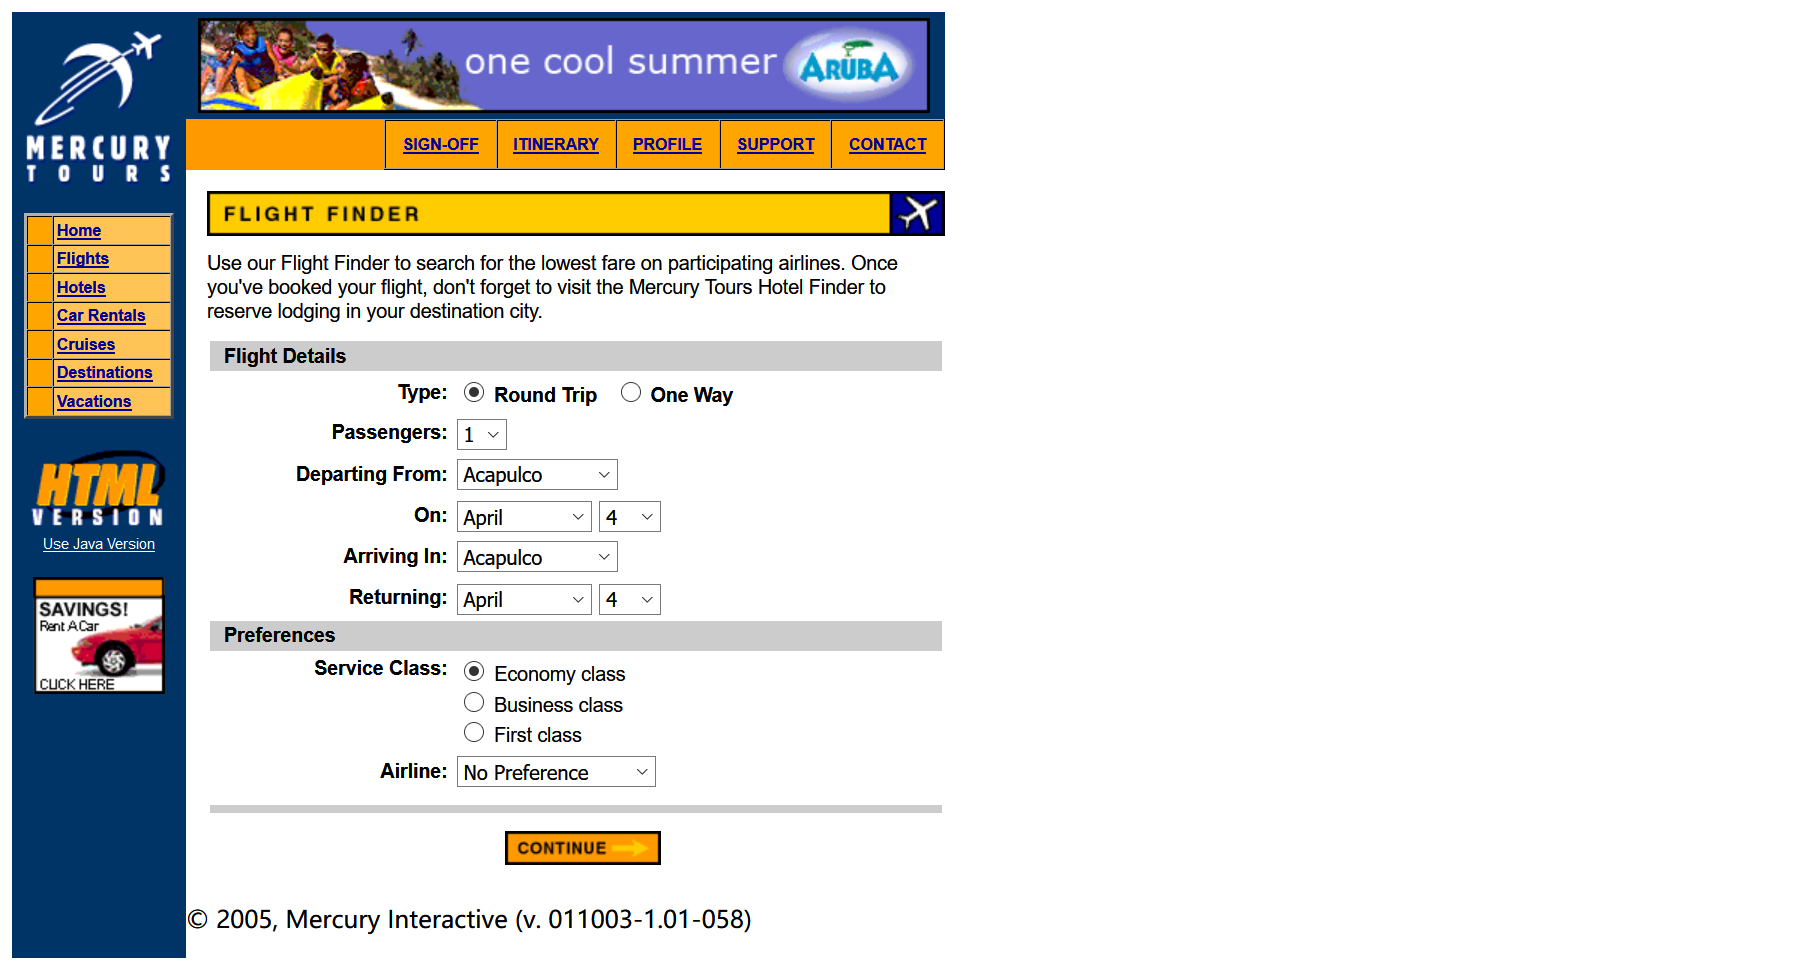 one cool summer ARUBA
MERCURY
TOURS
SIGN-OFF ITINERARY PROFILE SUPPORT CONTACT
Home
Flights
Hotels
Car Rentals
Cruises
Destinations
Vacations
HTML
VERSION
Use Java Version
SAVINGS!
Rent A Car
CLICK HERE
FLIGHT FINDER
Use our Flight Finder to search for the lowest fare on participating airlines. Once
you've booked your flight, don't forget to visit the Mercury Tours Hotel Finder to
reserve lodging in your destination city.
Flight Details
Type: Round Trip One Way
Passengers: 1
Departing From: Acapulco
On: April 4
Arriving In: Acapulco
Returning: April 4
Preferences
Service Class: Economy class
Business class
First class
Airline: No Preference
CONTINUE
© 2005, Mercury Interactive (v. 011003-1.01-058)